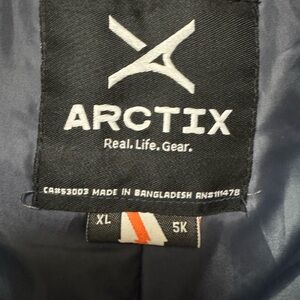 ARCTIX
Real. Life. Gear.
CA#53003 MADE IN BANGLADESH RN#111478
XL 5K